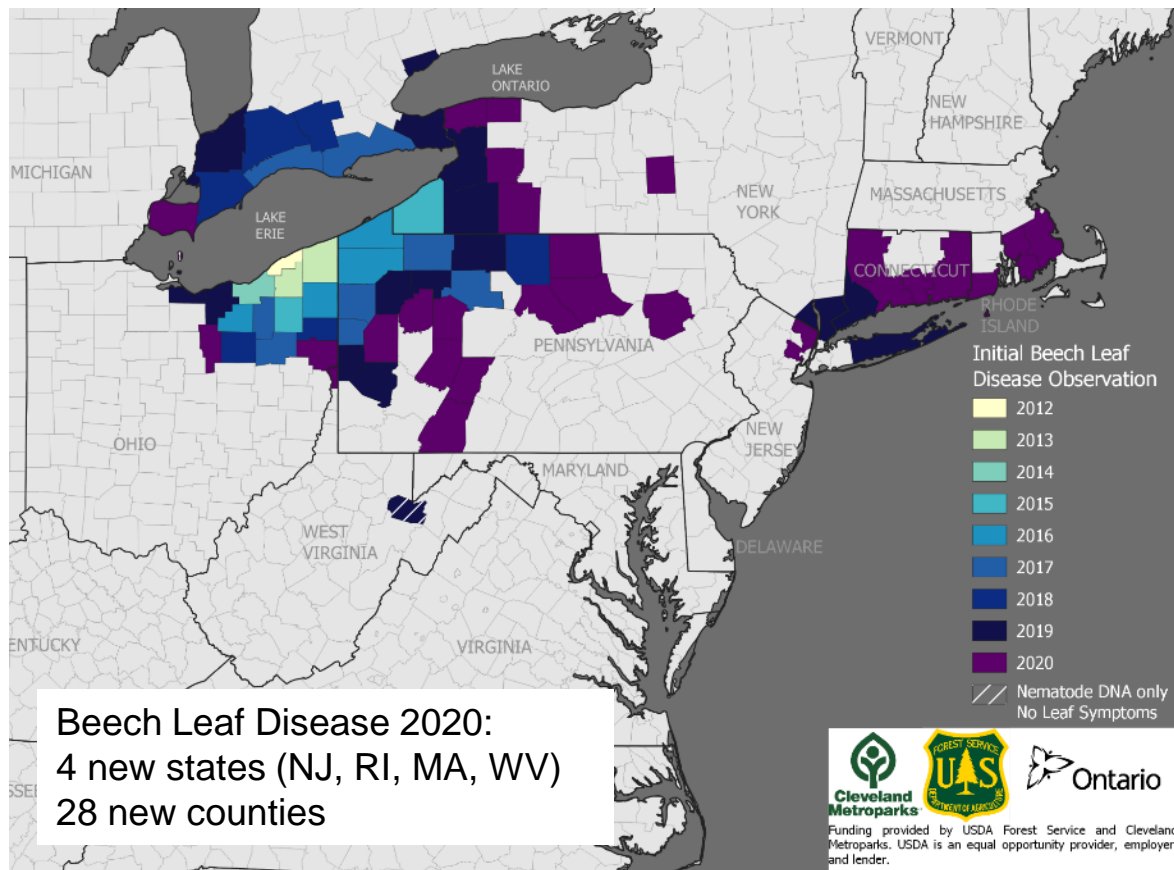 VERMONT
LAKE
ONTARIO
NEW
HAMPSHIRE
MICHIGAN
MASSACHUSETTS
NEW
YORK
LAKE
ERIE
CONNECTICUT
RHODE
ISLAND
PENNSYLVANIA
Initial Beech Leaf
Disease Observation
2012
2013
2014
2015
2016
2017
2018
2019
2020
Nematode DNA only
No Leaf Symptoms
OHIO
NEW
JERSEY
MARYLAND
WEST
VIRGINIA
DELAWARE
ENTUCKY
VIRGINIA
SSEE
Beech Leaf Disease 2020:
4 new states (NJ, RI, MA, WV)
28 new counties
Cleveland
Metroparks
FOREST SERVICE
U S
DEPARTMENT OF AGRICULTURE
Ontario
Funding provided by USDA Forest Service and Cleveland
Metroparks. USDA is an equal opportunity provider, employer
and lender.